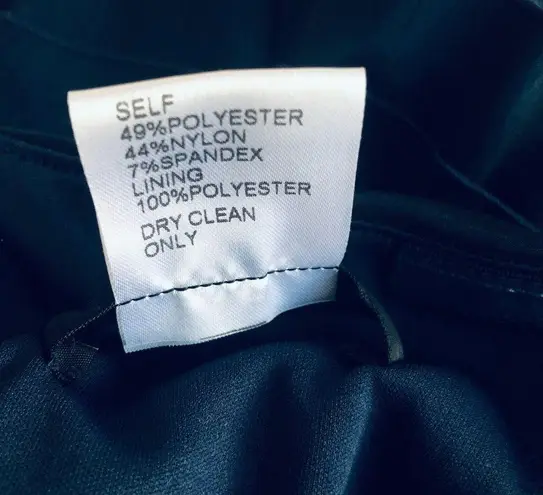 SELF
49%POLYESTER
44%NYLON
7%SPANDEX
LINING
100%POLYESTER
DRY CLEAN
ONLY